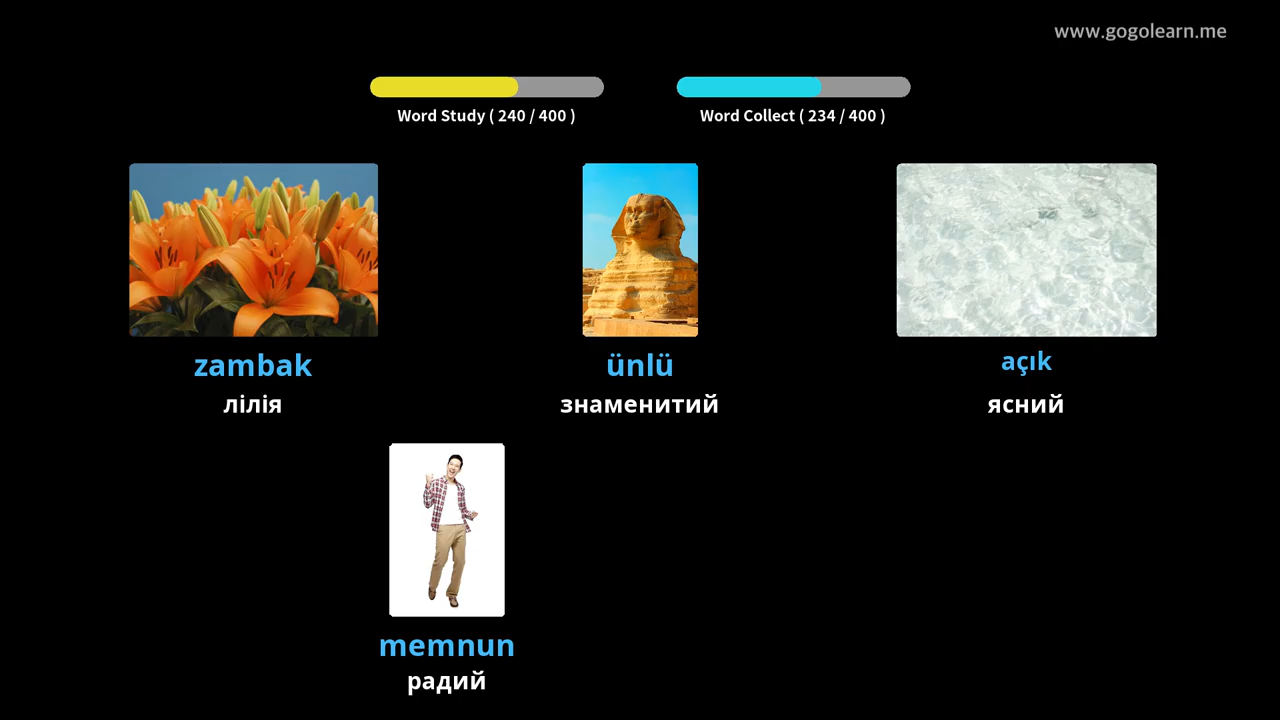 www.gogolearn.me
Word Study ( 240 / 400 )
Word Collect ( 234 / 400 )
zambak
лілія
ünlü
знаменитий
açık
ясний
memnun
радий